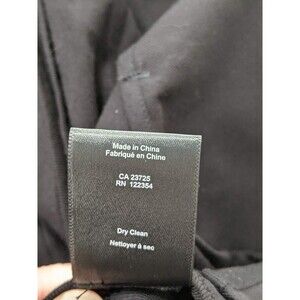 Made in China
Fabriqué en Chine
CA 23725
RN 122354
Dry Clean
Nettoyer à sec